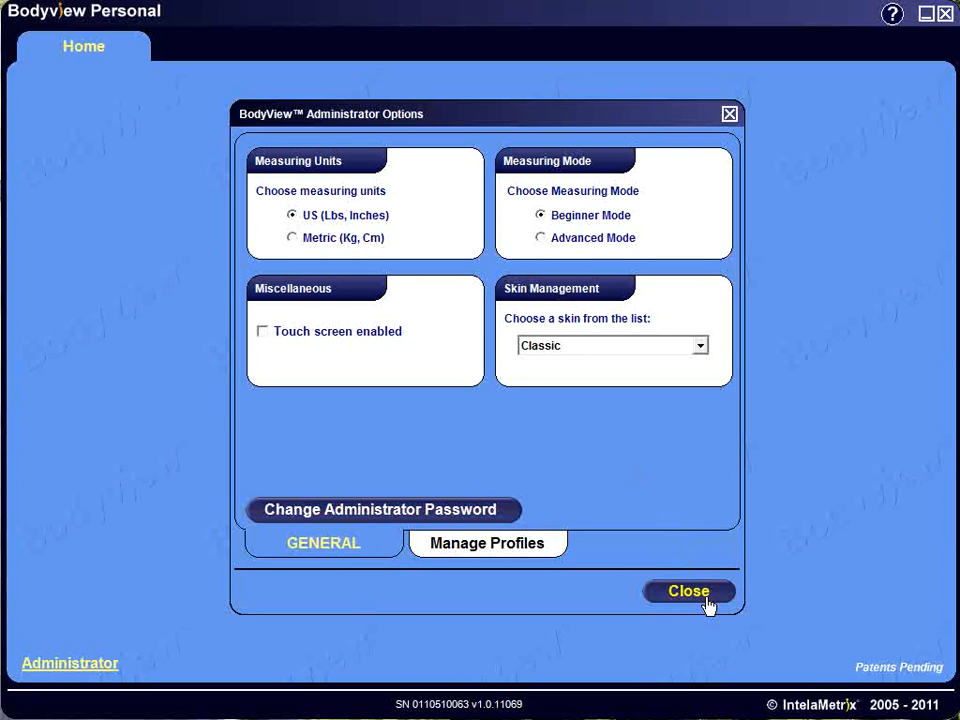 Bodyview Personal
?
Home
BodyView™ Administrator Options
Measuring Units
Choose measuring units
US (Lbs, Inches)
Metric (Kg, Cm)
Measuring Mode
Choose Measuring Mode
Beginner Mode
Advanced Mode
Miscellaneous
Touch screen enabled
Skin Management
Choose a skin from the list:
Classic
Change Administrator Password
GENERAL
Manage Profiles
Close
Administrator
Patents Pending
SN 0110510063 v1.0.11069
© IntelaMetrix 2005 - 2011